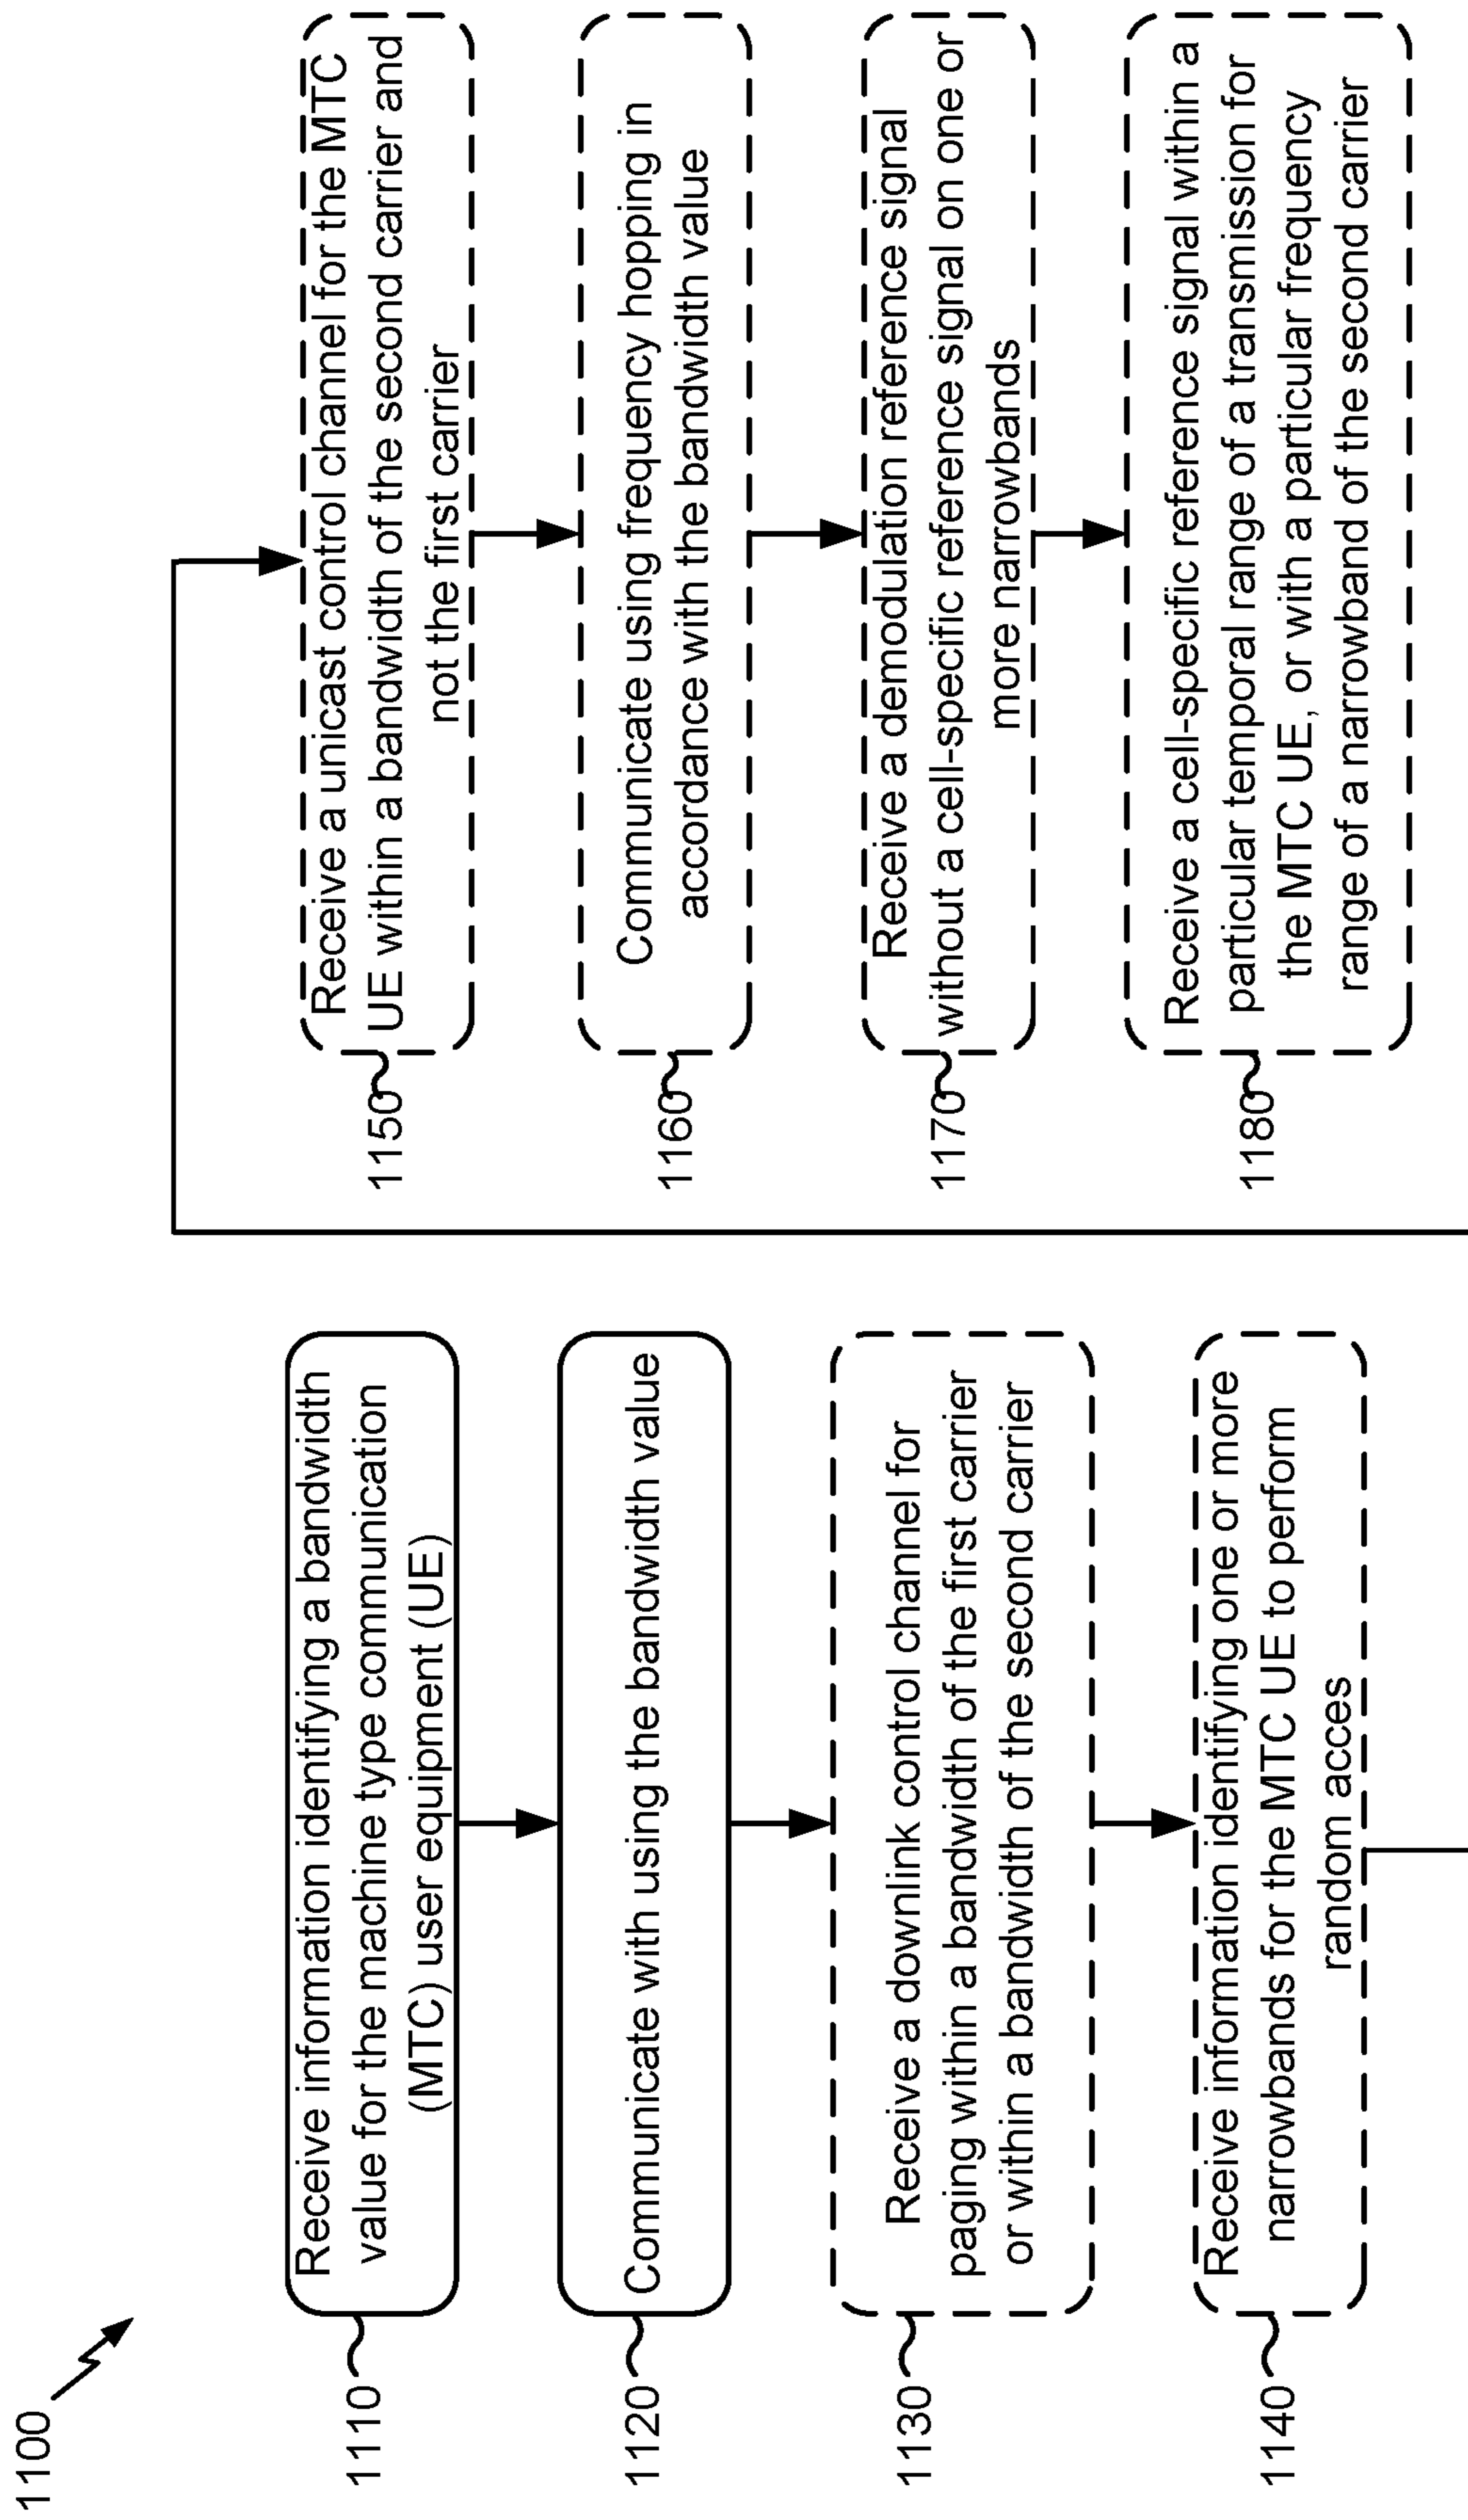 1100
1110
Receive information identifying a bandwidth
value for the machine type communication
(MTC) user equipment (UE)
1120
Communicate with using the bandwidth value
1130
Receive a downlink control channel for
paging within a bandwidth of the first carrier
or within a bandwidth of the second carrier
1140
Receive information identifying one or more
narrowbands for the MTC UE to perform
random acces
1150
Receive a unicast control channel for the MTC
UE within a bandwidth of the second carrier and
not the first carrier
1160
Communicate using frequency hopping in
accordance with the bandwidth value
1170
Receive a demodulation reference signal
without a cell-specific reference signal on one or
more narrowbands
1180
Receive a cell-specific reference signal within a
particular temporal range of a transmission for
the MTC UE, or with a particular frequency
range of a narrowband of the second carrier